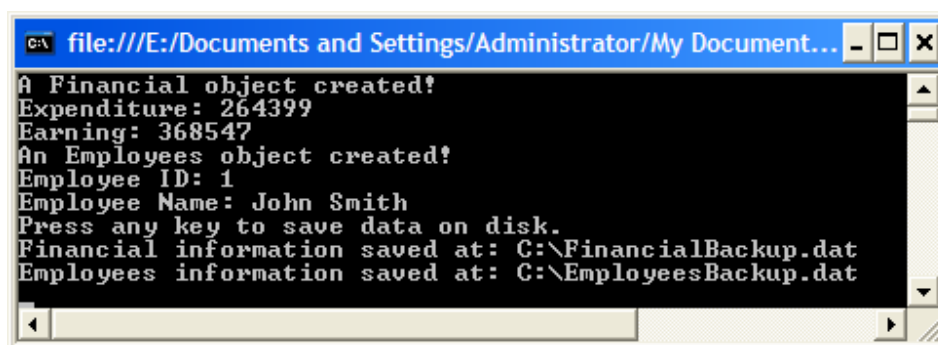 file:///E:/Documents and Settings/Administrator/My Document...
A Financial object created!
Expenditure: 264399
Earning: 368547
An Employees object created!
Employee ID: 1
Employee Name: John Smith
Press any key to save data on disk.
Financial information saved at: C:\FinancialBackup.dat
Employees information saved at: C:\EmployeesBackup.dat